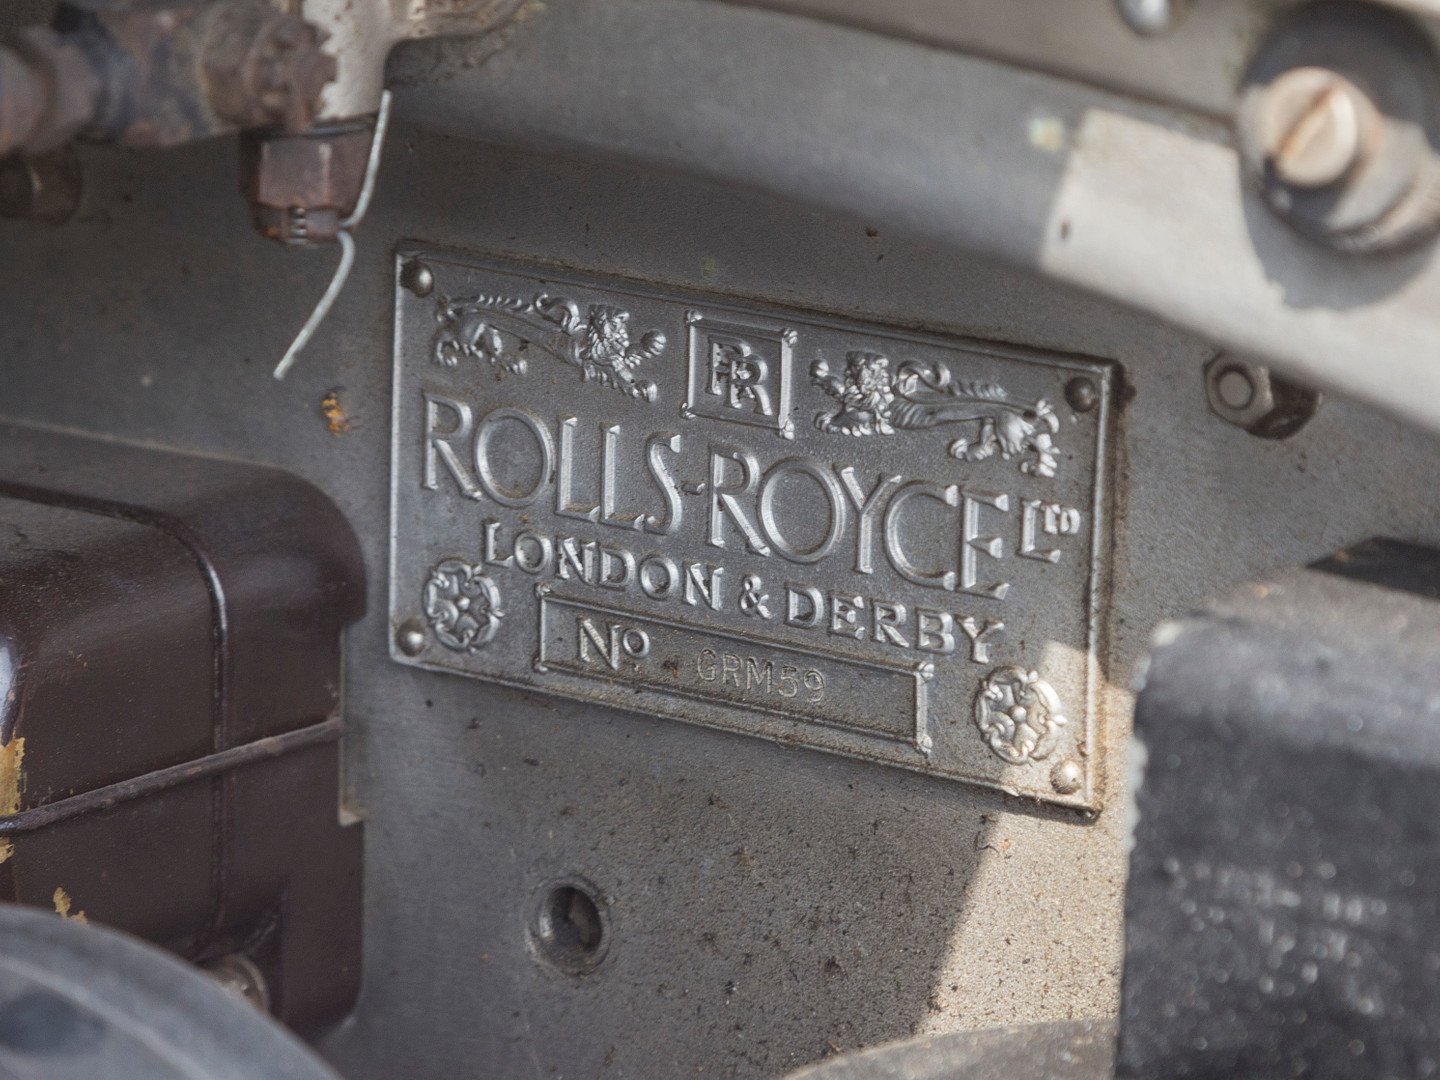 RR
ROLLS-ROYCE LTD
LONDON & DERBY
No GRM59